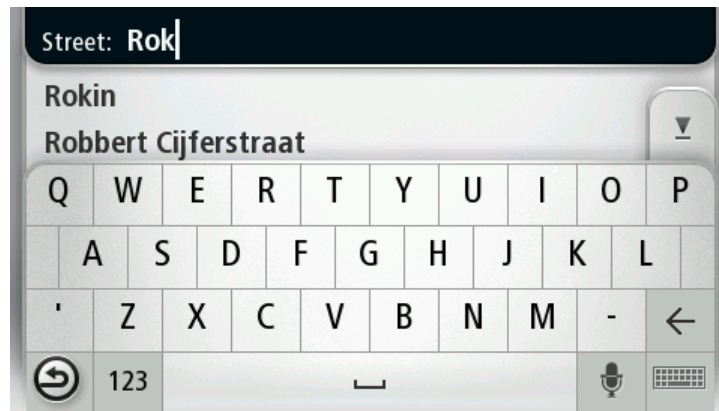 Street: Rok
Rokin
Robbert Cijferstraat
Q W E R T Y U I O P
A S D F G H J K L
' Z X C V B N M -
123